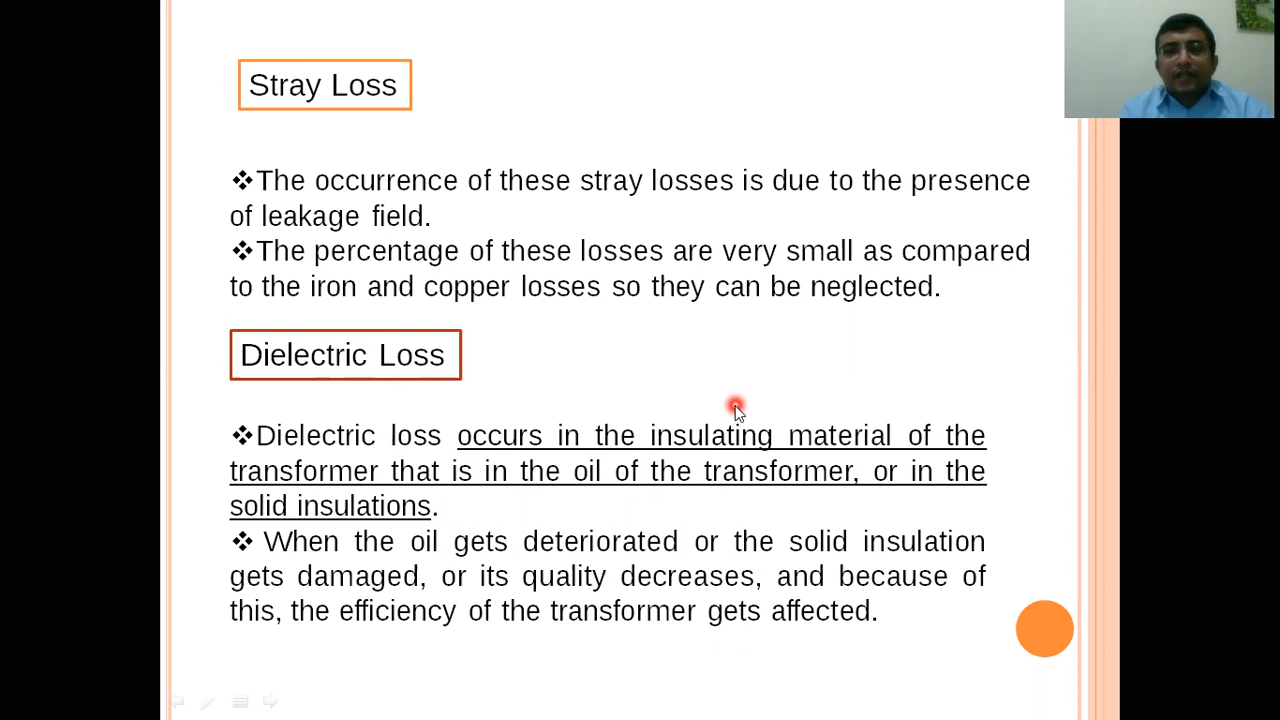 Stray Loss
❖The occurrence of these stray losses is due to the presence
of leakage field.
❖The percentage of these losses are very small as compared
to the iron and copper losses so they can be neglected.
Dielectric Loss
❖Dielectric loss occurs in the insulating material of the
transformer that is in the oil of the transformer, or in the
solid insulations.
❖ When the oil gets deteriorated or the solid insulation
gets damaged, or its quality decreases, and because of
this, the efficiency of the transformer gets affected.